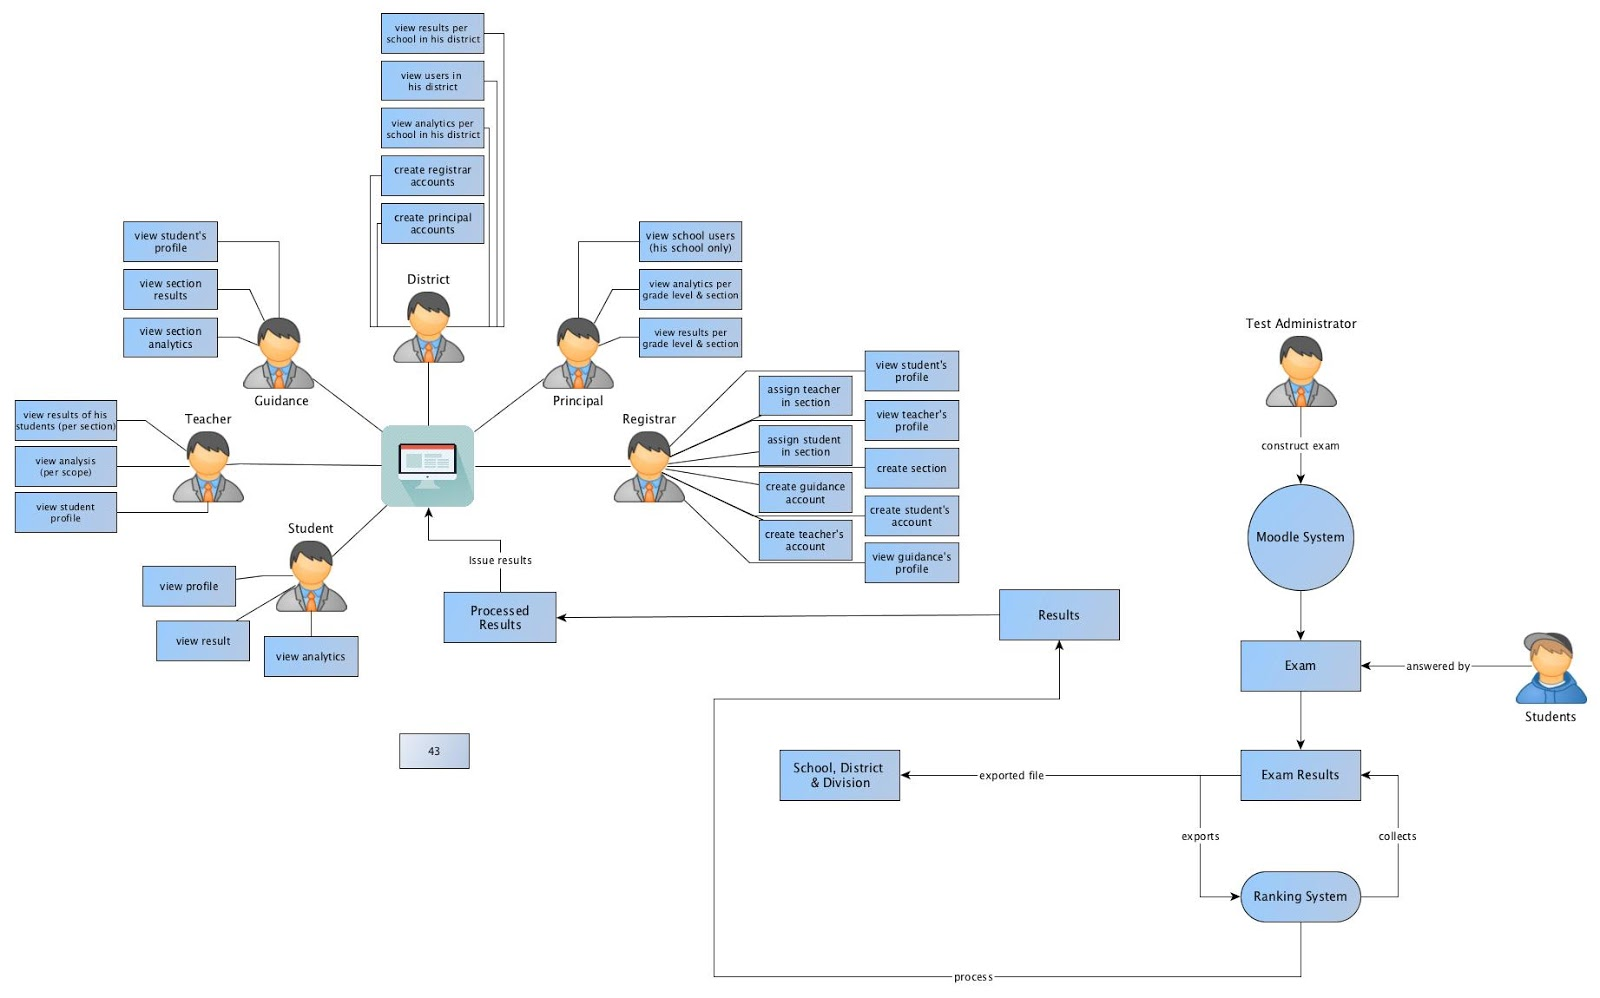 view results per
school in his district
view users in
his district
view analytics per
school in his district
create registrar
accounts
create principal
accounts
District
view student's
profile
view section
results
view section
analytics
Guidance
view school users
(his school only)
view analytics per
grade level & section
view results per
grade level & section
Principal
view results of his
students (per section)
view analysis
(per scope)
view student
profile
Teacher
Registrar
view student's
profile
assign teacher
in section
view teacher's
profile
assign student
in section
create section
create guidance
account
create student's
account
create teacher's
account
view guidance's
profile
Student
view profile
view result
view analytics
Issue results
Processed
Results
Results
Test Administrator
construct exam
Moodle System
Exam
answered by
Students
43
School, District
& Division
exported file
Exam Results
exports
collects
Ranking System
process